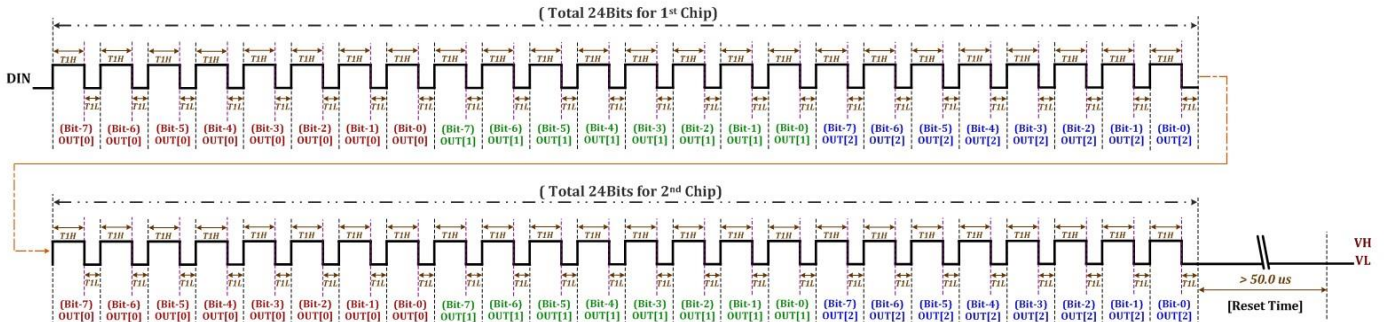 ( Total 24Bits for 1st Chip)
T1H T1H T1H T1H T1H T1H T1H T1H T1H T1H T1H T1H T1H T1H T1H T1H T1H T1H T1H T1H T1H T1H T1H T1H
DIN
T1L T1L T1L T1L T1L T1L T1L T1L T1L T1L T1L T1L T1L T1L T1L T1L T1L T1L T1L T1L T1L T1L T1L T1L
(Bit-7) (Bit-6) (Bit-5) (Bit-4) (Bit-3) (Bit-2) (Bit-1) (Bit-0) (Bit-7) (Bit-6) (Bit-5) (Bit-4) (Bit-3) (Bit-2) (Bit-1) (Bit-0) (Bit-7) (Bit-6) (Bit-5) (Bit-4) (Bit-3) (Bit-2) (Bit-1) (Bit-0)
OUT[0] OUT[0] OUT[0] OUT[0] OUT[0] OUT[0] OUT[0] OUT[0] OUT[1] OUT[1] OUT[1] OUT[1] OUT[1] OUT[1] OUT[1] OUT[1] OUT[2] OUT[2] OUT[2] OUT[2] OUT[2] OUT[2] OUT[2] OUT[2]
( Total 24Bits for 2nd Chip)
T1H T1H T1H T1H T1H T1H T1H T1H T1H T1H T1H T1H T1H T1H T1H T1H T1H T1H T1H T1H T1H T1H T1H T1H
VH
VL
T1L T1L T1L T1L T1L T1L T1L T1L T1L T1L T1L T1L T1L T1L T1L T1L T1L T1L T1L T1L T1L T1L T1L T1L
> 50.0 us
(Bit-7) (Bit-6) (Bit-5) (Bit-4) (Bit-3) (Bit-2) (Bit-1) (Bit-0) (Bit-7) (Bit-6) (Bit-5) (Bit-4) (Bit-3) (Bit-2) (Bit-1) (Bit-0) (Bit-7) (Bit-6) (Bit-5) (Bit-4) (Bit-3) (Bit-2) (Bit-1) (Bit-0)
[Reset Time]
OUT[0] OUT[0] OUT[0] OUT[0] OUT[0] OUT[0] OUT[0] OUT[0] OUT[1] OUT[1] OUT[1] OUT[1] OUT[1] OUT[1] OUT[1] OUT[1] OUT[2] OUT[2] OUT[2] OUT[2] OUT[2] OUT[2] OUT[2] OUT[2]